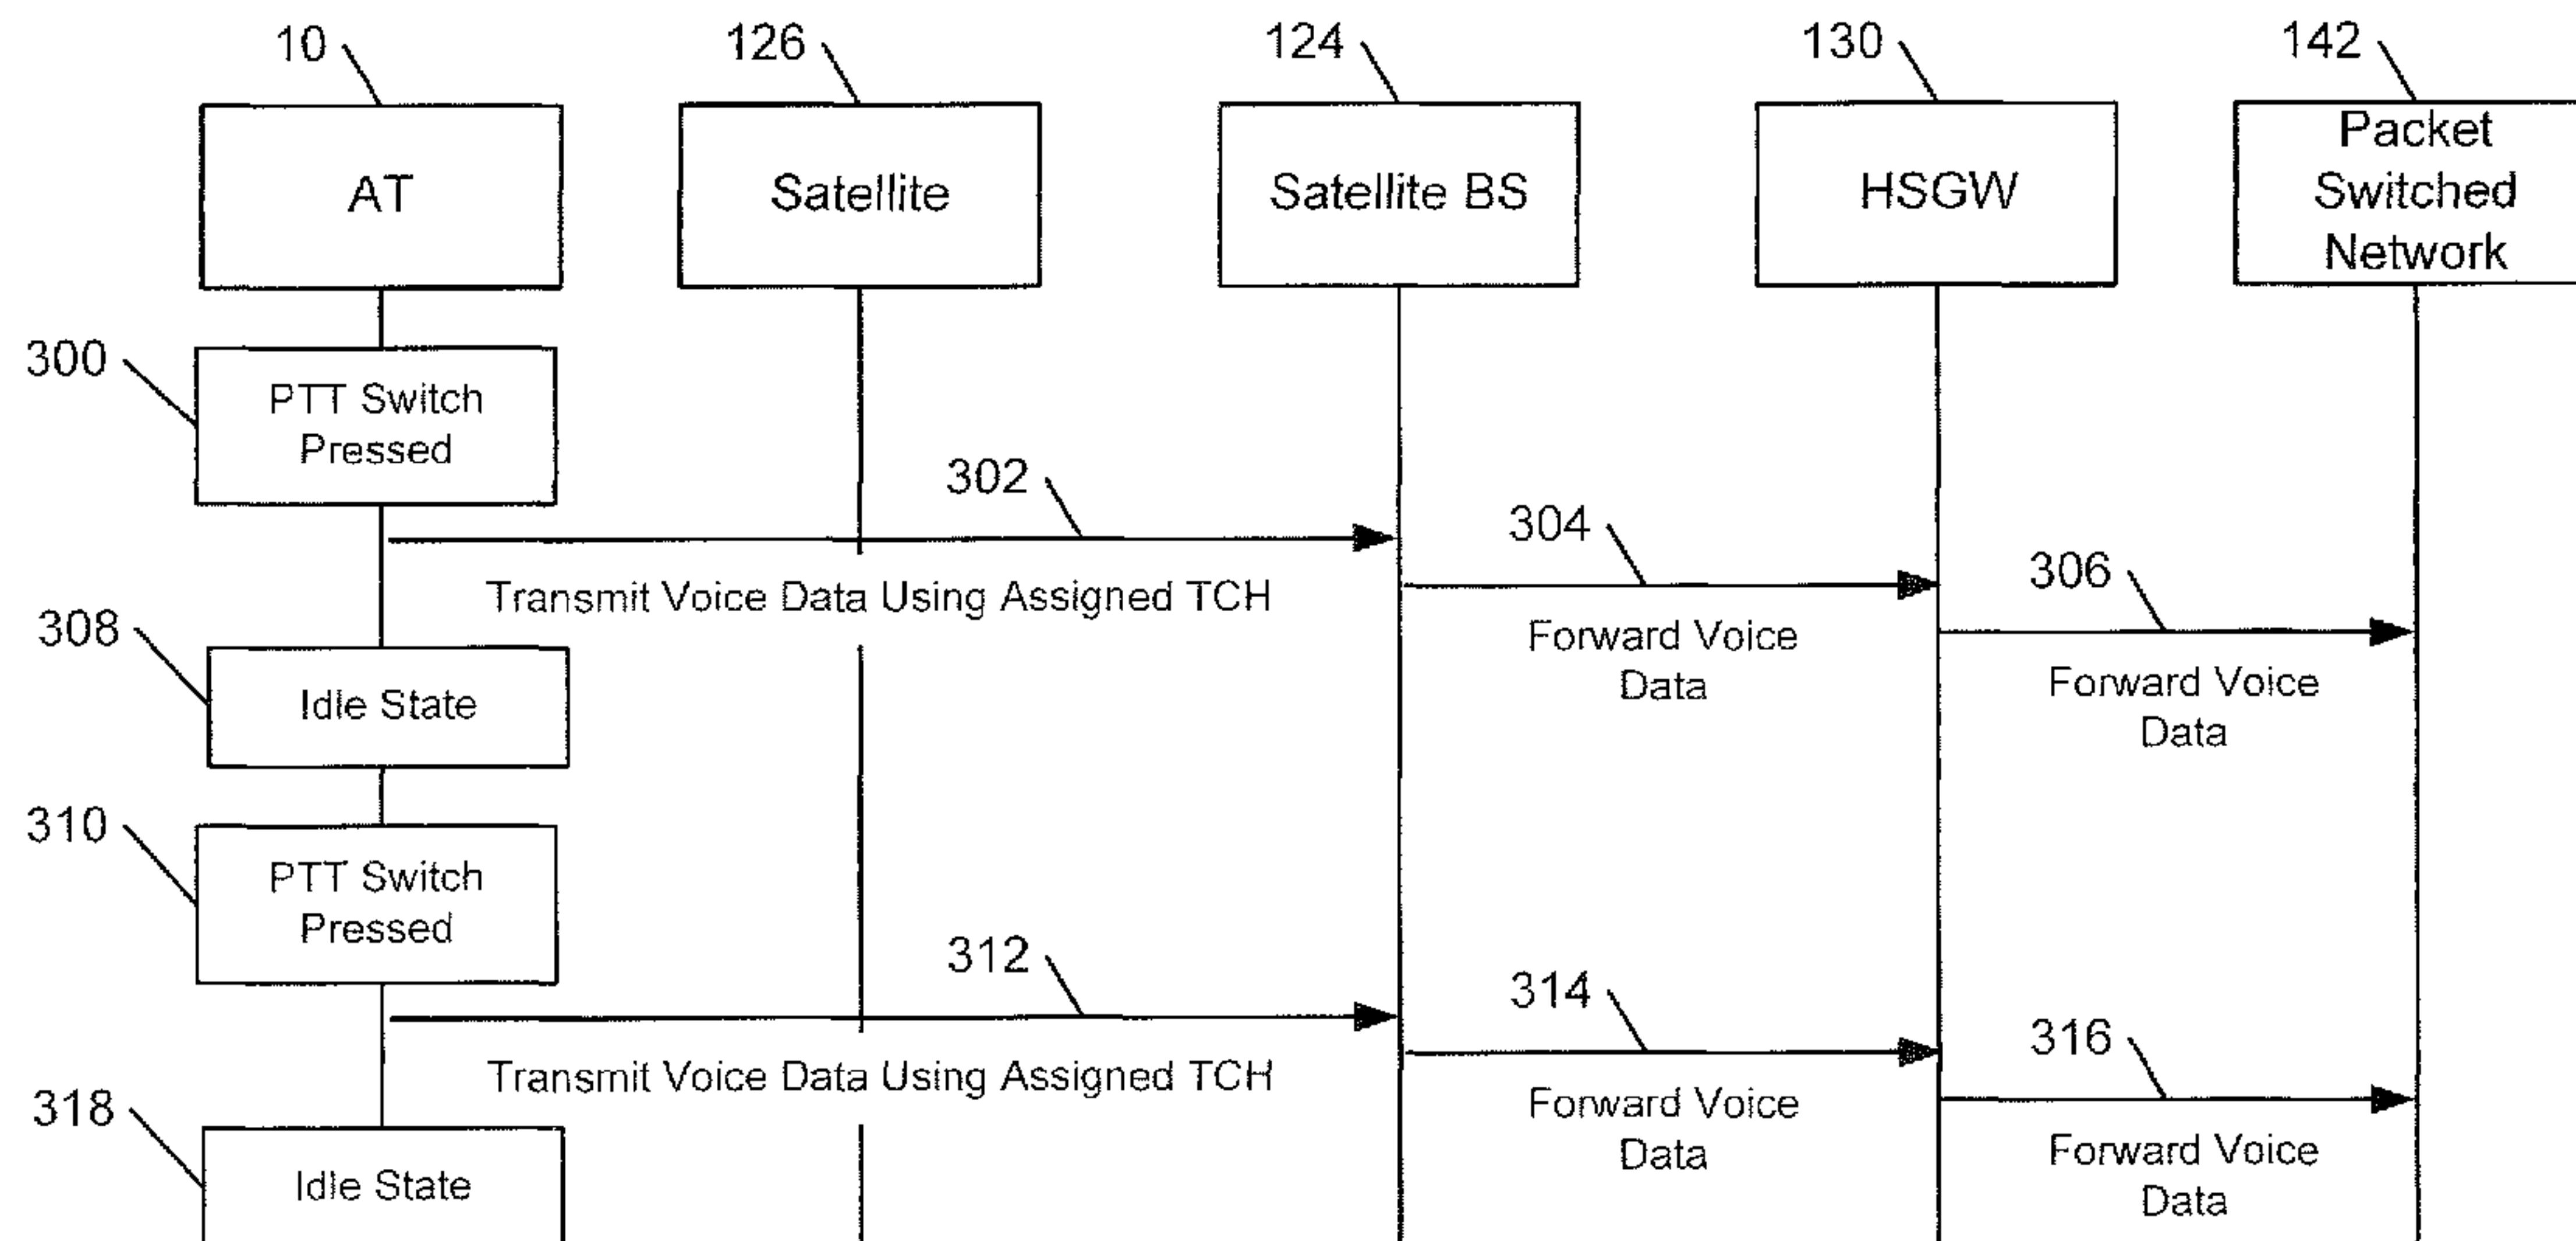 10
126
124
130
142
AT
Satellite
Satellite BS
HSGW
Packet
Switched
Network
300
PTT Switch
Pressed
302
Transmit Voice Data Using Assigned TCH
304
Forward Voice
Data
306
Forward Voice
Data
308
Idle State
310
PTT Switch
Pressed
312
Transmit Voice Data Using Assigned TCH
314
Forward Voice
Data
316
Forward Voice
Data
318
Idle State